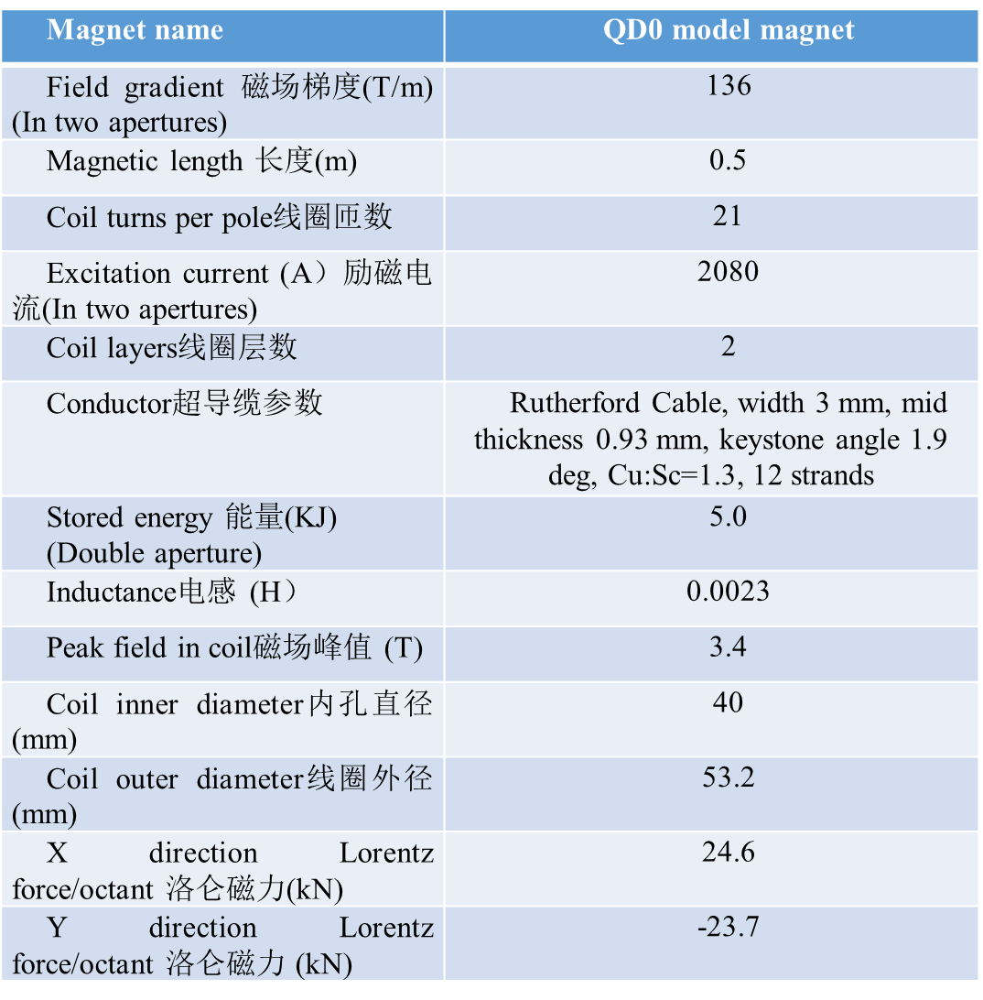 Magnet name
QD0 model magnet
Field gradient 磁场梯度(T/m)
(In two apertures)
136
Magnetic length 长度(m)
0.5
Coil turns per pole线圈匝数
21
Excitation current (A）励磁电
流(In two apertures)
2080
Coil layers线圈层数
2
Conductor超导缆参数
Rutherford Cable, width 3 mm, mid
thickness 0.93 mm, keystone angle 1.9
deg, Cu:Sc=1.3, 12 strands
Stored energy 能量(KJ)
(Double aperture)
5.0
Inductance电感 (H）
0.0023
Peak field in coil磁场峰值 (T)
3.4
Coil inner diameter内孔直径
(mm)
40
Coil outer diameter线圈外径
(mm)
53.2
X direction Lorentz
force/octant 洛仑磁力(kN)
24.6
Y direction Lorentz
force/octant 洛仑磁力 (kN)
-23.7